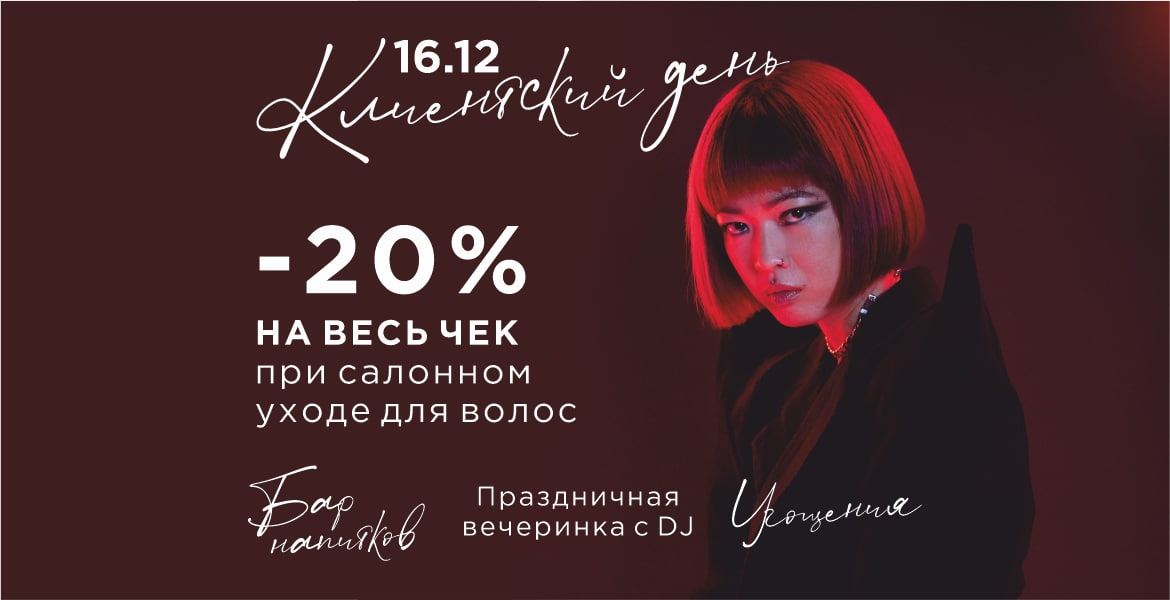 16.12
Клиентский день
-20%
НА ВЕСЬ ЧЕК
при салонном
уходе для волос
Бар
напитков
Праздничная
вечеринка с DJ
Угощения